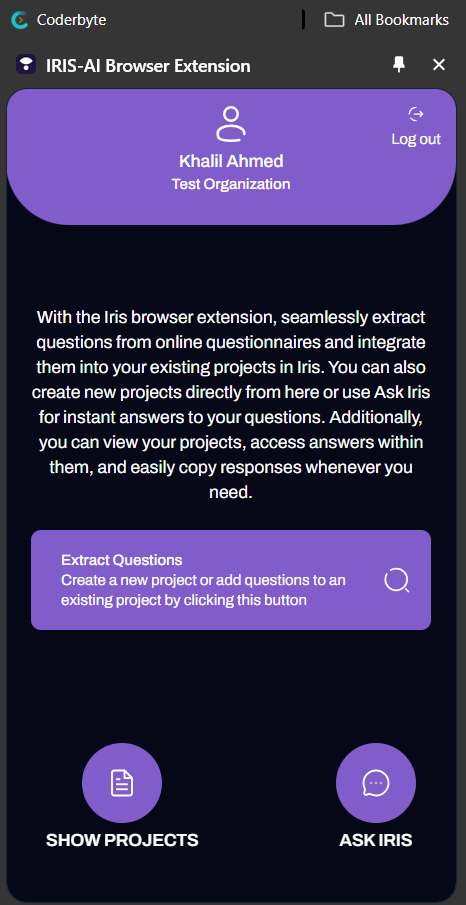 Coderbyte
All Bookmarks
IRIS-AI Browser Extension
Log out
Khalil Ahmed
Test Organization
With the Iris browser extension, seamlessly extract
questions from online questionnaires and integrate
them into your existing projects in Iris. You can also
create new projects directly from here or use Ask Iris
for instant answers to your questions. Additionally,
you can view your projects, access answers within
them, and easily copy responses whenever you
need.
Extract Questions
Create a new project or add questions to an
existing project by clicking this button
SHOW PROJECTS
ASK IRIS